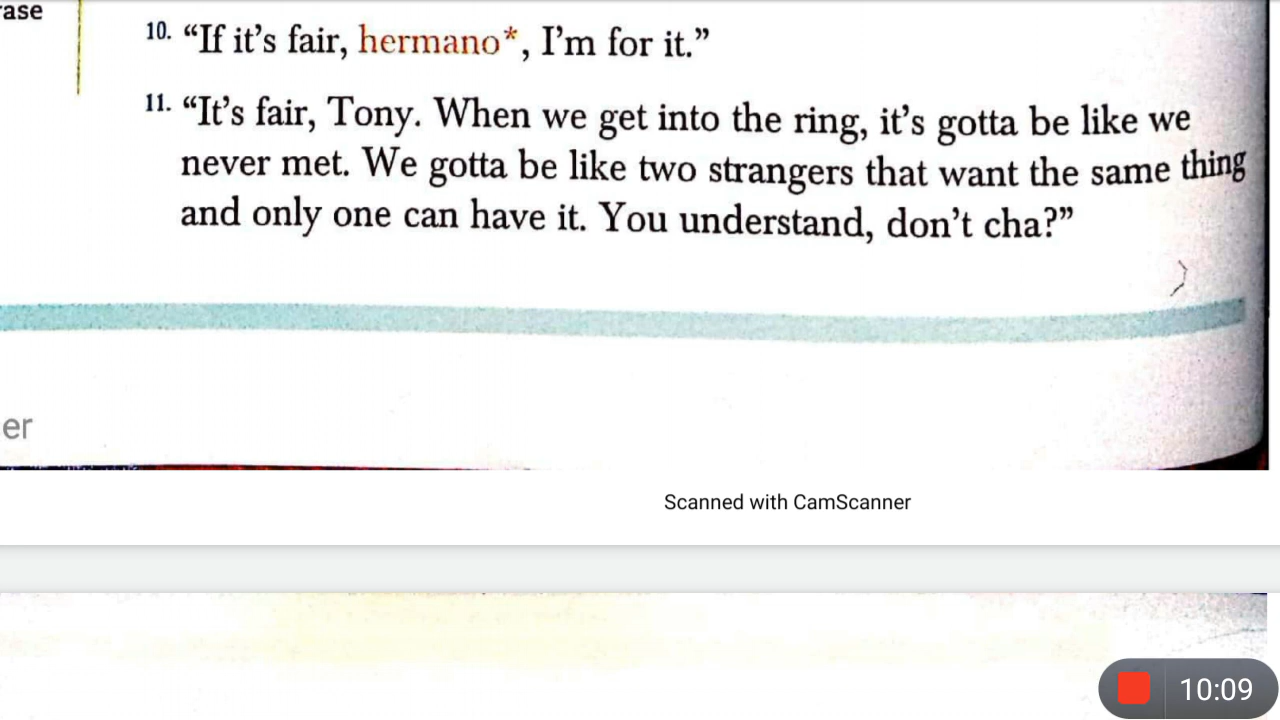 ase
10. “If it’s fair, hermano*, I’m for it.”
11. “It’s fair, Tony. When we get into the ring, it’s gotta be like we
never met. We gotta be like two strangers that want the same thing
and only one can have it. You understand, don’t cha?”
er
Scanned with CamScanner
10:09